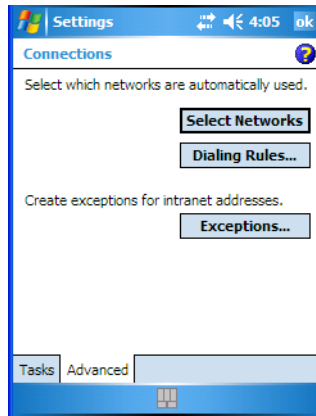 Settings 4:05 ok
Connections ?
Select which networks are automatically used.
Select Networks
Dialing Rules...
Create exceptions for intranet addresses.
Exceptions...
Tasks Advanced